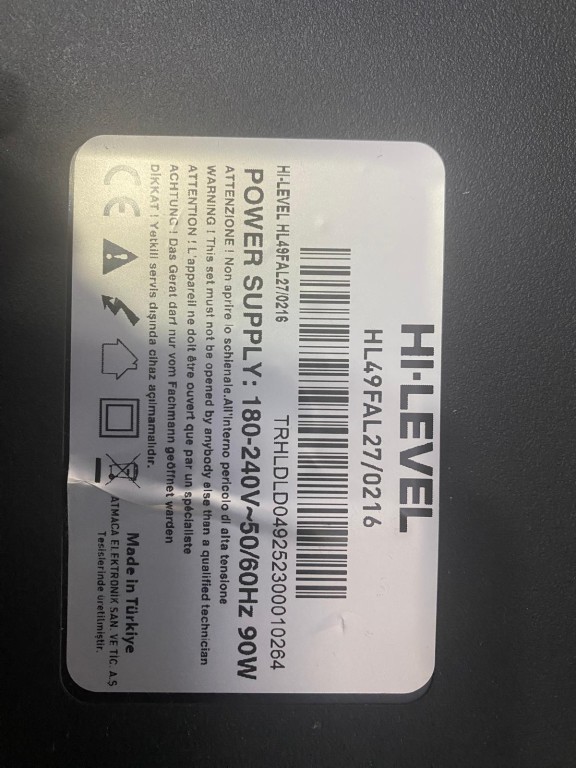 HI-LEVEL
HL49FAL27/0216
HI-LEVEL HL49FAL27/0216
TRHLDLD049252300010264
POWER SUPPLY: 180-240V~50/60Hz 90W
ATTENZIONE ! Non aprire lo schienale.All'interno pericolo di alta tensione
WARNING ! This set must not be opened by anybody else than a qualified technician
ATTENTION ! L'appareil ne doit être ouvert que par un spécialiste
ACHTUNG ! Das Gerat darf nur vom Fachmann geöffnet warden
DİKKAT ! Yetkili servis dışında cihaz açılmamalıdır.
CE
Made in Türkiye
ATMACA ELEKTRONİK SAN. VE TİC. A.Ş
Tesislerinde üretilmiştir.